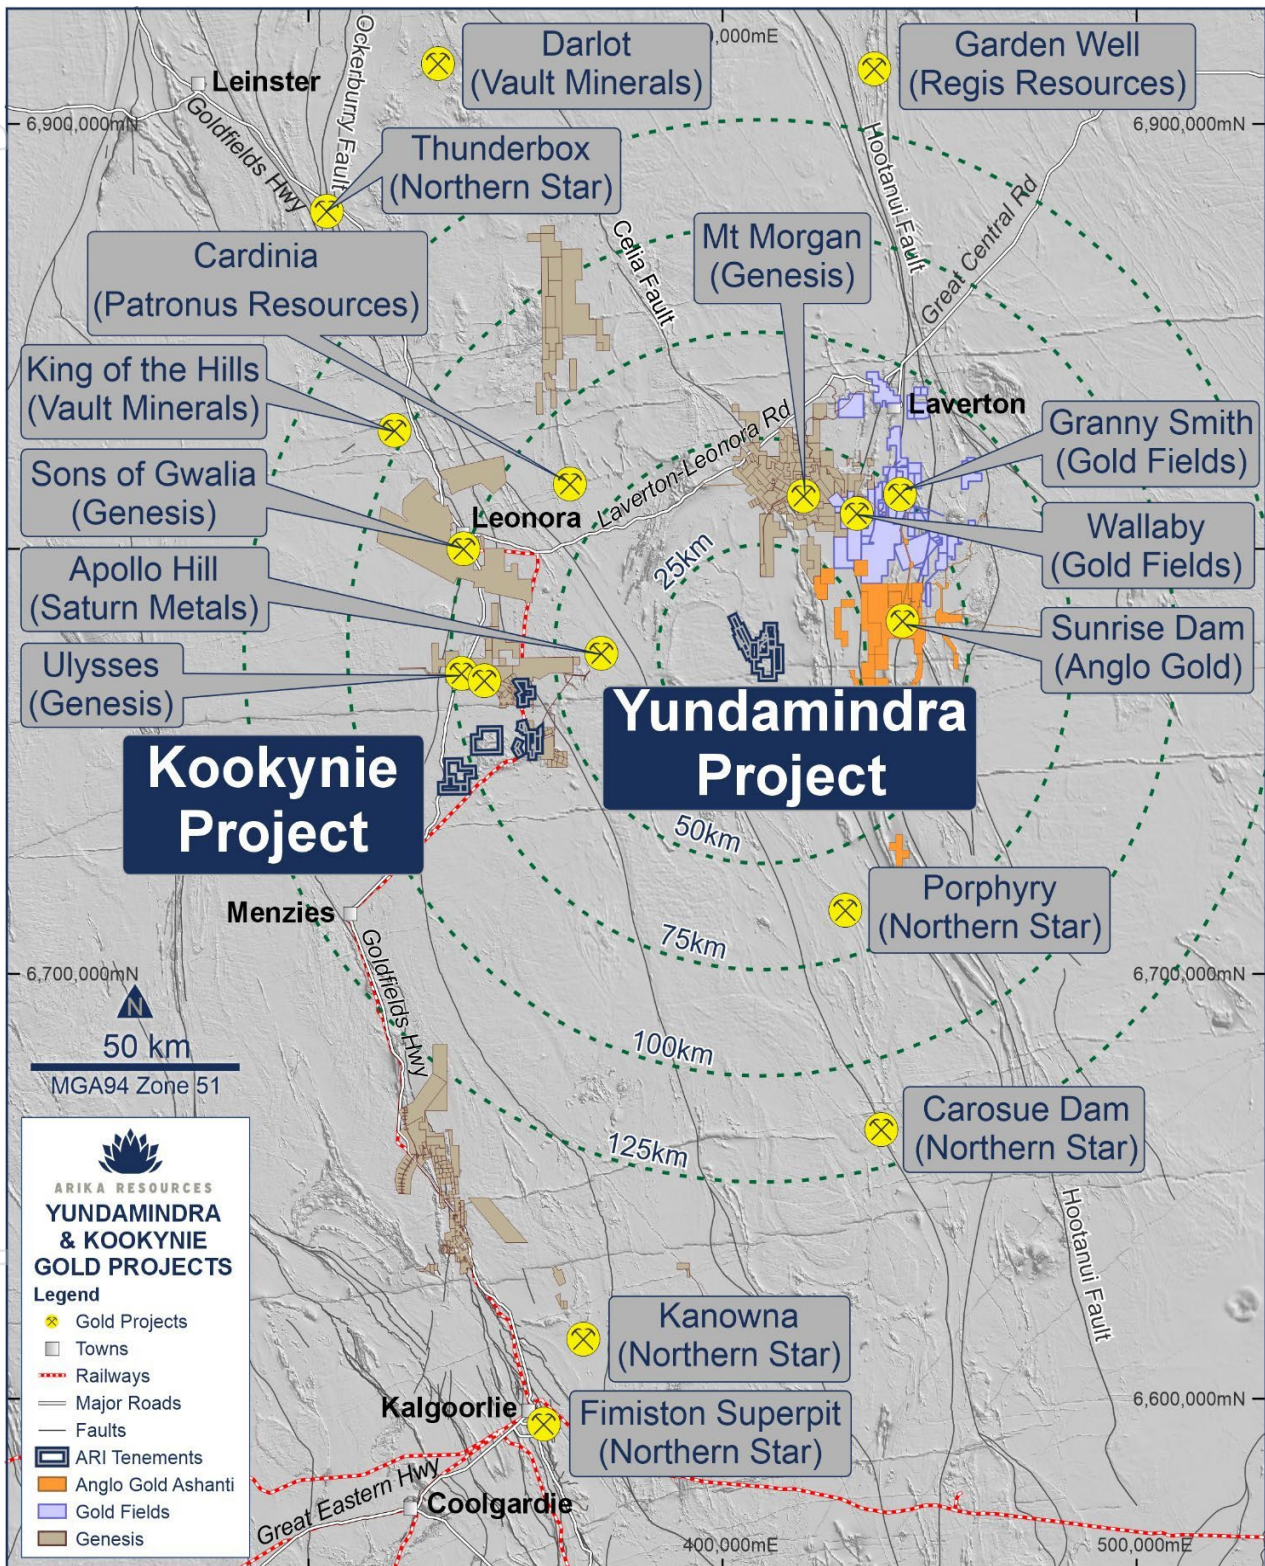 Darlot
(Vault Minerals)
,000mE
Garden Well
(Regis Resources)
Leinster
Ockerburry Fault
Goldfields Hwy
6,900,000mN
6,900,000mN
Thunderbox
(Northern Star)
Hootanui Fault
Great Central Rd
Celia Fault
Mt Morgan
(Genesis)
Cardinia
(Patronus Resources)
King of the Hills
(Vault Minerals)
Laverton-Leonora Rd
Laverton
Granny Smith
(Gold Fields)
Sons of Gwalia
(Genesis)
Leonora
Wallaby
(Gold Fields)
25km
Apollo Hill
(Saturn Metals)
Sunrise Dam
(Anglo Gold)
Ulysses
(Genesis)
Yundamindra
Project
Kookynie
Project
50km
Porphyry
(Northern Star)
Menzies
75km
Goldfields Hwy
6,700,000mN
6,700,000mN
N
50 km
MGA94 Zone 51
100km
Carosue Dam
(Northern Star)
125km
Hootanui Fault
ARIKA RESOURCES
YUNDAMINDRA
& KOOKYNIE
GOLD PROJECTS
Legend
Gold Projects
Towns
Railways
Major Roads
Faults
ARI Tenements
Anglo Gold Ashanti
Gold Fields
Genesis
Kanowna
(Northern Star)
Kalgoorlie
Fimiston Superpit
(Northern Star)
6,600,000mN
Great Eastern Hwy
Coolgardie
400,000mE
500,000mE